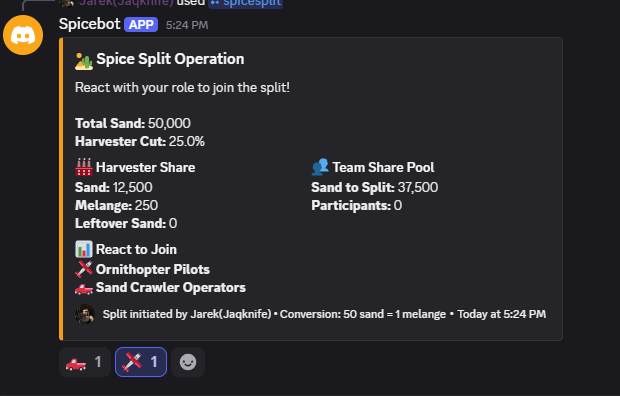 Jarek(Jaqknife) used spicesplit
Spicebot APP 5:24 PM
Spice Split Operation
React with your role to join the split!
Total Sand: 50,000
Harvester Cut: 25.0%
Harvester Share
Sand: 12,500
Melange: 250
Leftover Sand: 0
Team Share Pool
Sand to Split: 37,500
Participants: 0
React to Join
Ornithopter Pilots
Sand Crawler Operators
Split initiated by Jarek(Jaqknife) • Conversion: 50 sand = 1 melange • Today at 5:24 PM
1 1